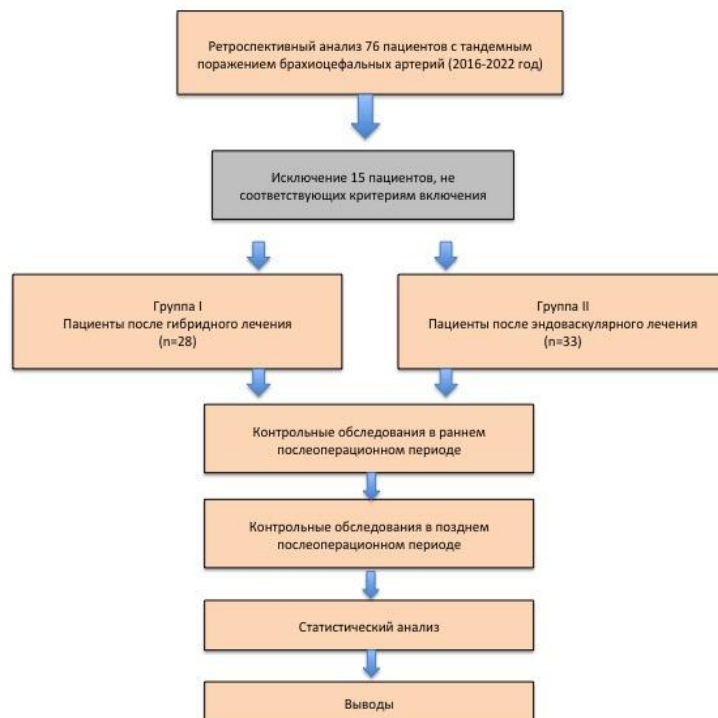 Ретроспективный анализ 76 пациентов с тандемным
поражением брахиоцефальных артерий (2016-2022 год)
Исключение 15 пациентов, не
соответствующих критериям включения
Группа I
Пациенты после гибридного лечения
(n=28)
Группа II
Пациенты после эндоваскулярного лечения
(n=33)
Контрольные обследования в раннем
послеоперационном периоде
Контрольные обследования в позднем
послеоперационном периоде
Статистический анализ
Выводы